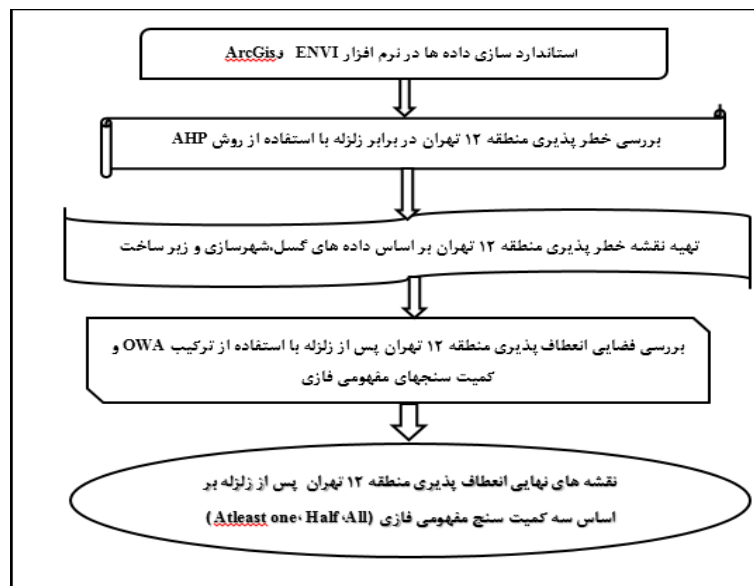 استاندارد سازی داده ها در نرم افزار ENVI و ArcGis
بررسی خطر پذیری منطقه ۱۲ تهران در برابر زلزله با استفاده از روش AHP
تهیه نقشه خطر پذیری منطقه ۱۲ تهران بر اساس داده های گسل،شهرسازی و زیر ساخت
بررسی فضایی انعطاف پذیری منطقه ۱۲ تهران پس از زلزله با استفاده از ترکیب OWA و
کمیت سنجهای مفهومی فازی
نقشه های نهایی انعطاف پذیری منطقه ۱۲ تهران پس از زلزله بر
اساس سه کمیت سنج مفهومی فازی (Atleast one، Half ،All)